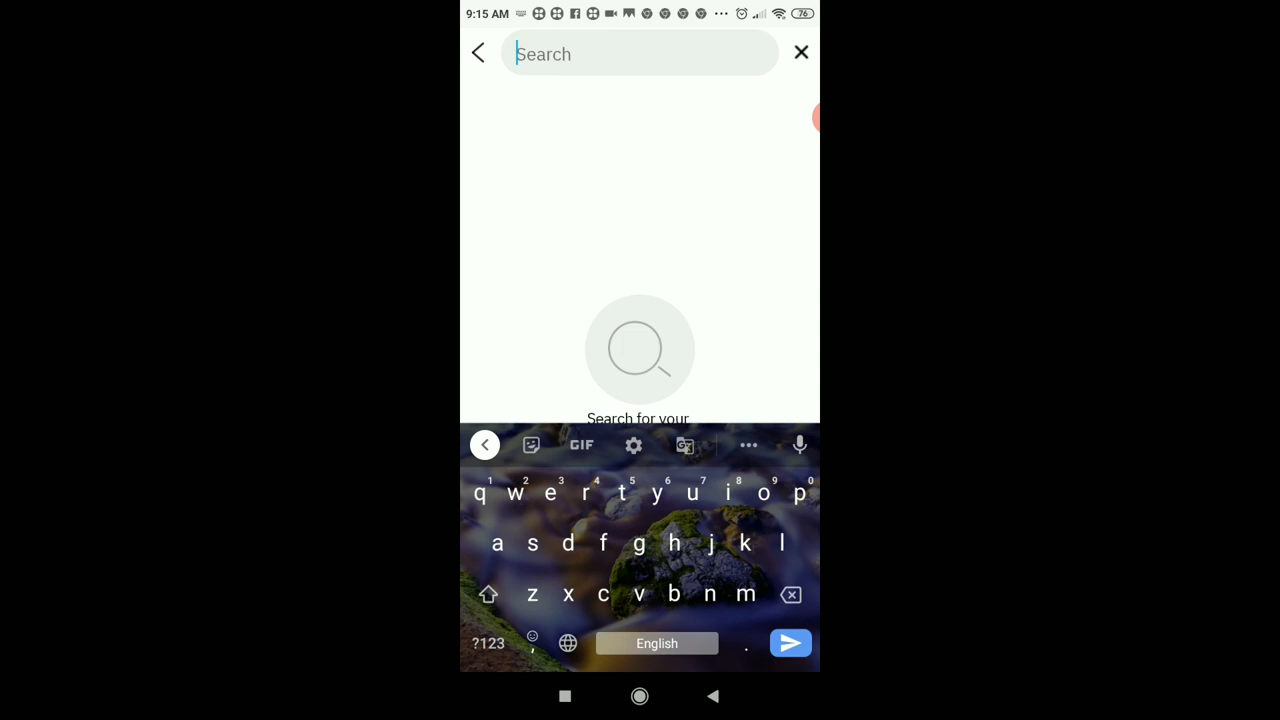 9:15 AM 76
Search
Search for your
GIF
1 2 3 4 5 6 7 8 9 0
q w e r t y u i o p
a s d f g h j k l
z x c v b n m
?123 , English .